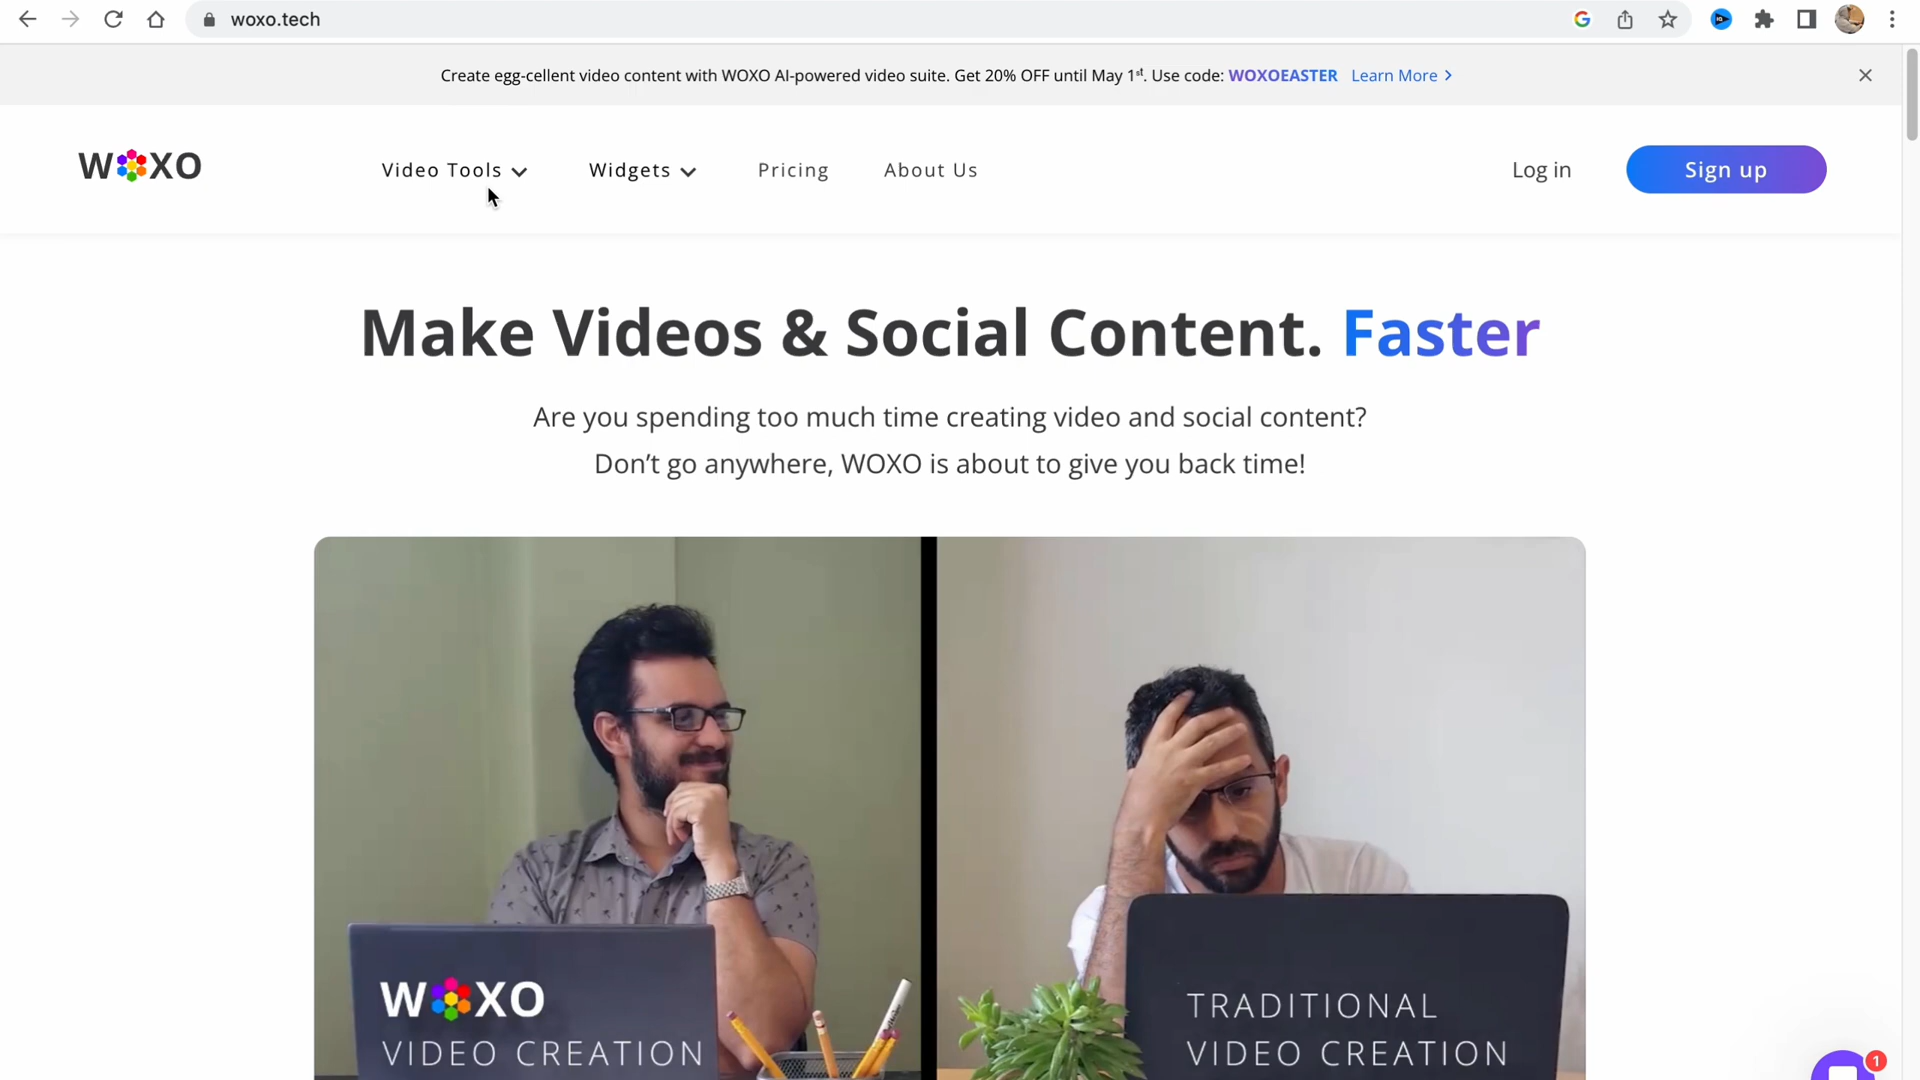 woxo.tech
Create egg-cellent video content with WOXO AI-powered video suite. Get 20% OFF until May 1st. Use code: WOXOEASTER Learn More
WOXO
Video Tools
Widgets
Pricing
About Us
Log in
Sign up
Make Videos & Social Content. Faster
Are you spending too much time creating video and social content?
Don't go anywhere, WOXO is about to give you back time!
WOXO
VIDEO CREATION
TRADITIONAL
VIDEO CREATION
1